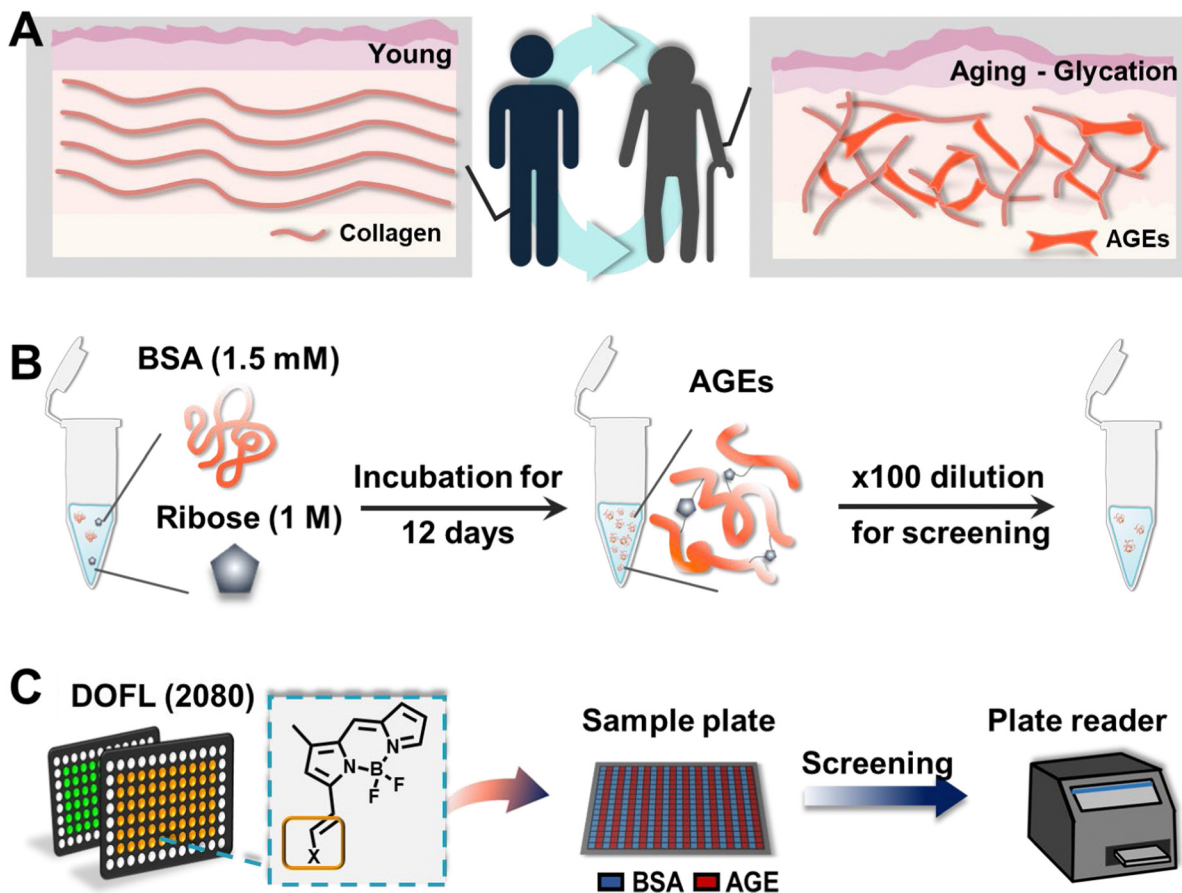 A
Young
Collagen
Aging - Glycation
AGEs
B
BSA (1.5 mM)
Ribose (1 M)
Incubation for
12 days
AGEs
x100 dilution
for screening
C
DOFL (2080)
N
B
N
F
F
X
Sample plate
BSA
AGE
Screening
Plate reader